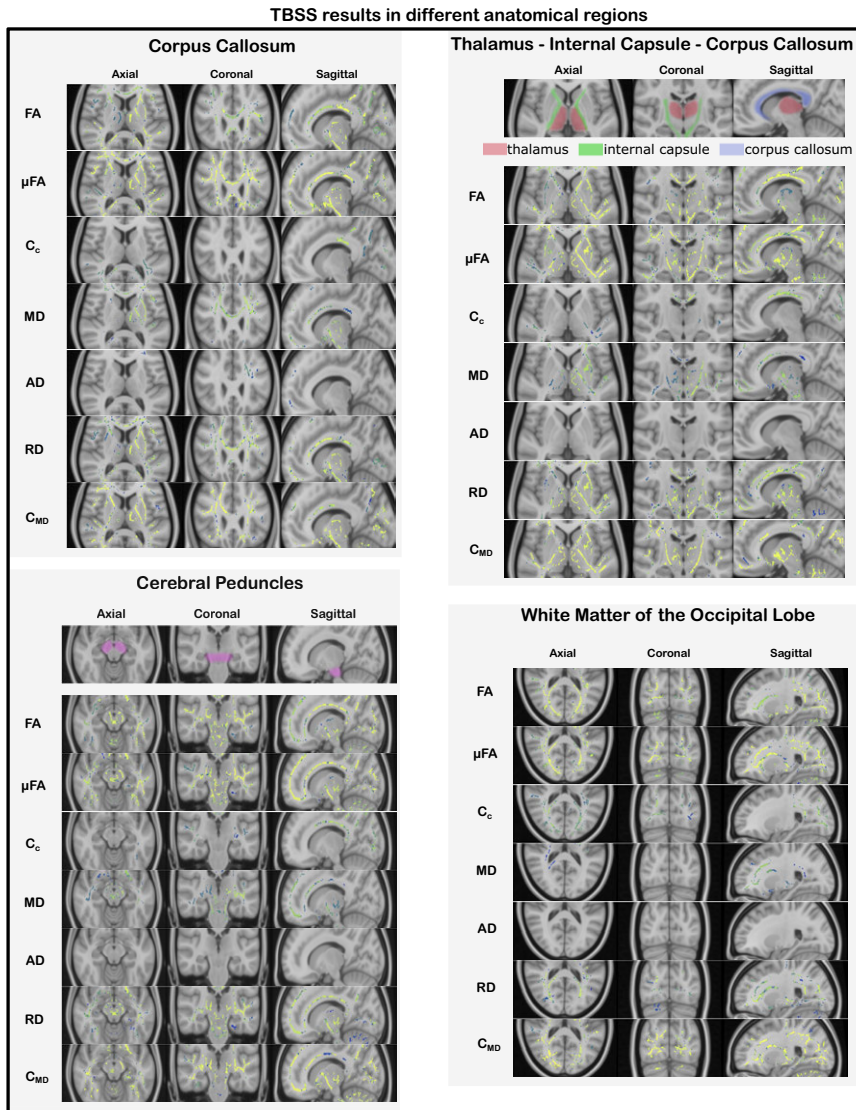 TBSS results in different anatomical regions
Corpus Callosum
Axial Coronal Sagittal
FA
μFA
Cc
MD
AD
RD
CMD
Thalamus - Internal Capsule - Corpus Callosum
Axial Coronal Sagittal
thalamus internal capsule corpus callosum
FA
μFA
Cc
MD
AD
RD
CMD
Cerebral Peduncles
Axial Coronal Sagittal
FA
μFA
Cc
MD
AD
RD
CMD
White Matter of the Occipital Lobe
Axial Coronal Sagittal
FA
μFA
Cc
MD
AD
RD
CMD